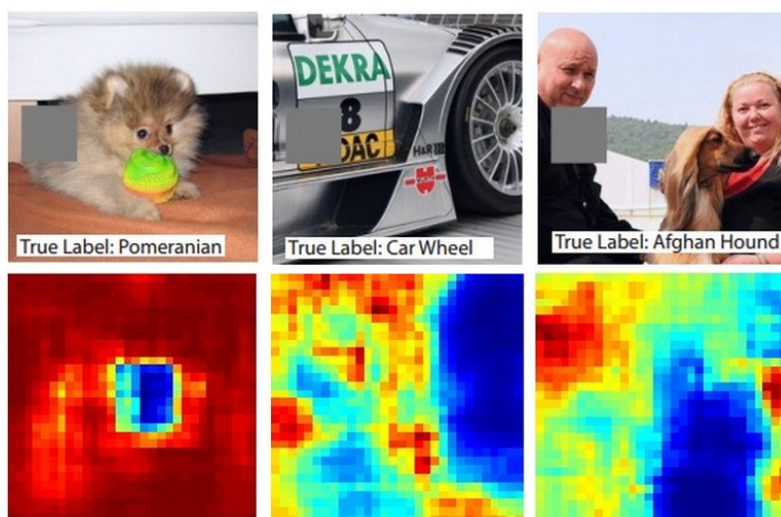 DEKRA
8
DAC
H&R
True Label: Pomeranian
True Label: Car Wheel
True Label: Afghan Hound